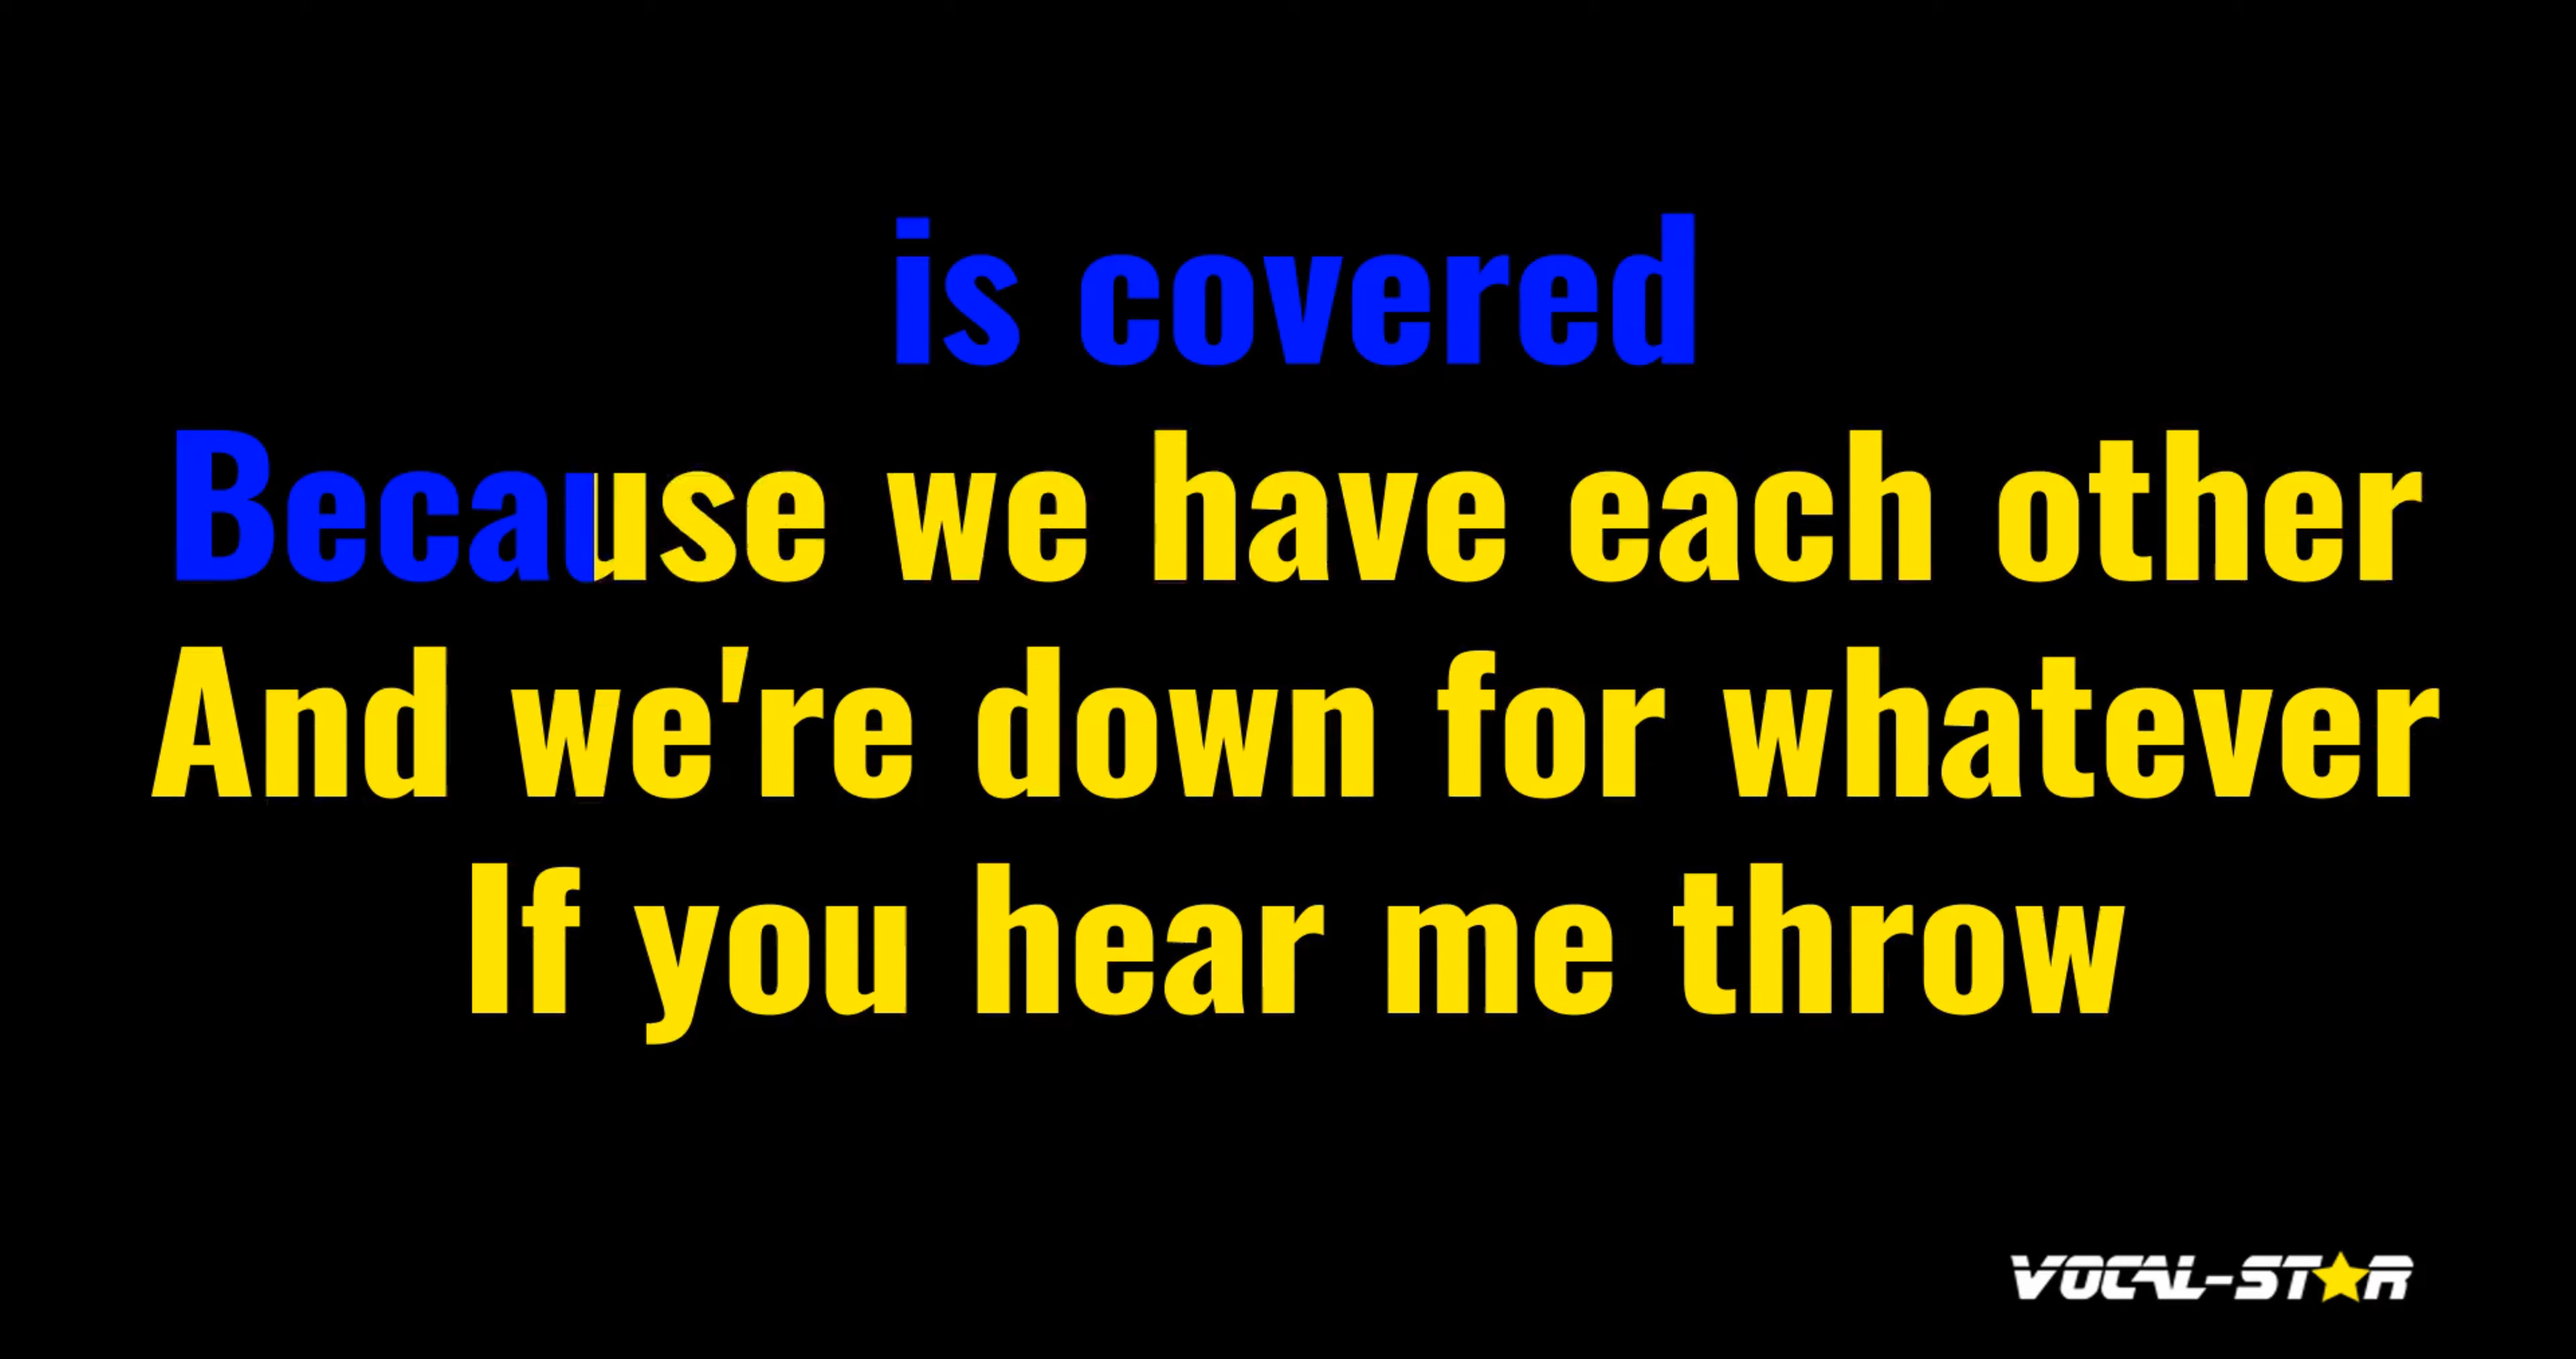 is covered
Because we have each other
And we're down for whatever
If you hear me throw
VOCAL-STAR